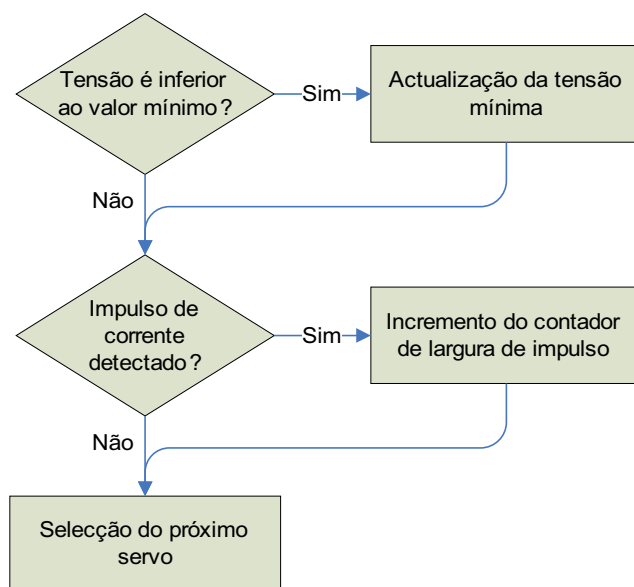 Tensão é inferior
ao valor mínimo?
Sim
Actualização da tensão
mínima
Não
Impulso de
corrente
detectado?
Sim
Incremento do contador
de largura de impulso
Não
Selecção do próximo
servo